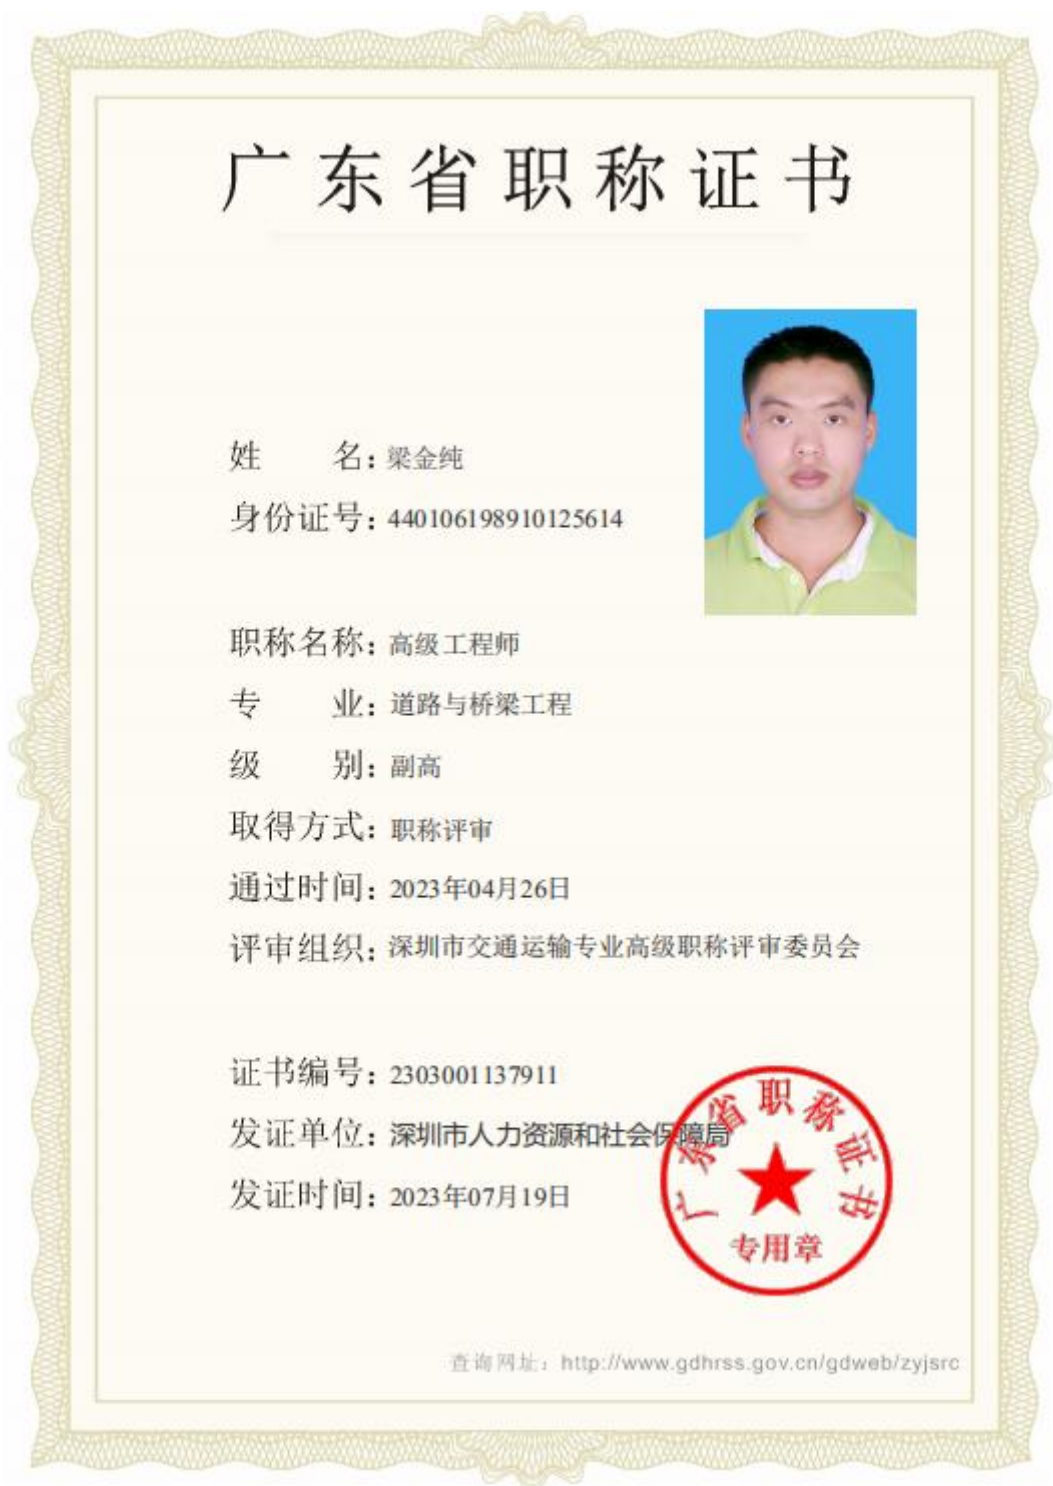 广东省职称证书
姓 名：梁金纯
身份证号：440106198910125614
职称名称：高级工程师
专 业：道路与桥梁工程
级 别：副高
取得方式：职称评审
通过时间：2023年04月26日
评审组织：深圳市交通运输专业高级职称评审委员会
证书编号：2303001137911
发证单位：深圳市人力资源和社会保障局
发证时间：2023年07月19日
广东省职称证书
专用章
查询网址：http://www.gdhrss.gov.cn/gdweb/zyjsrc